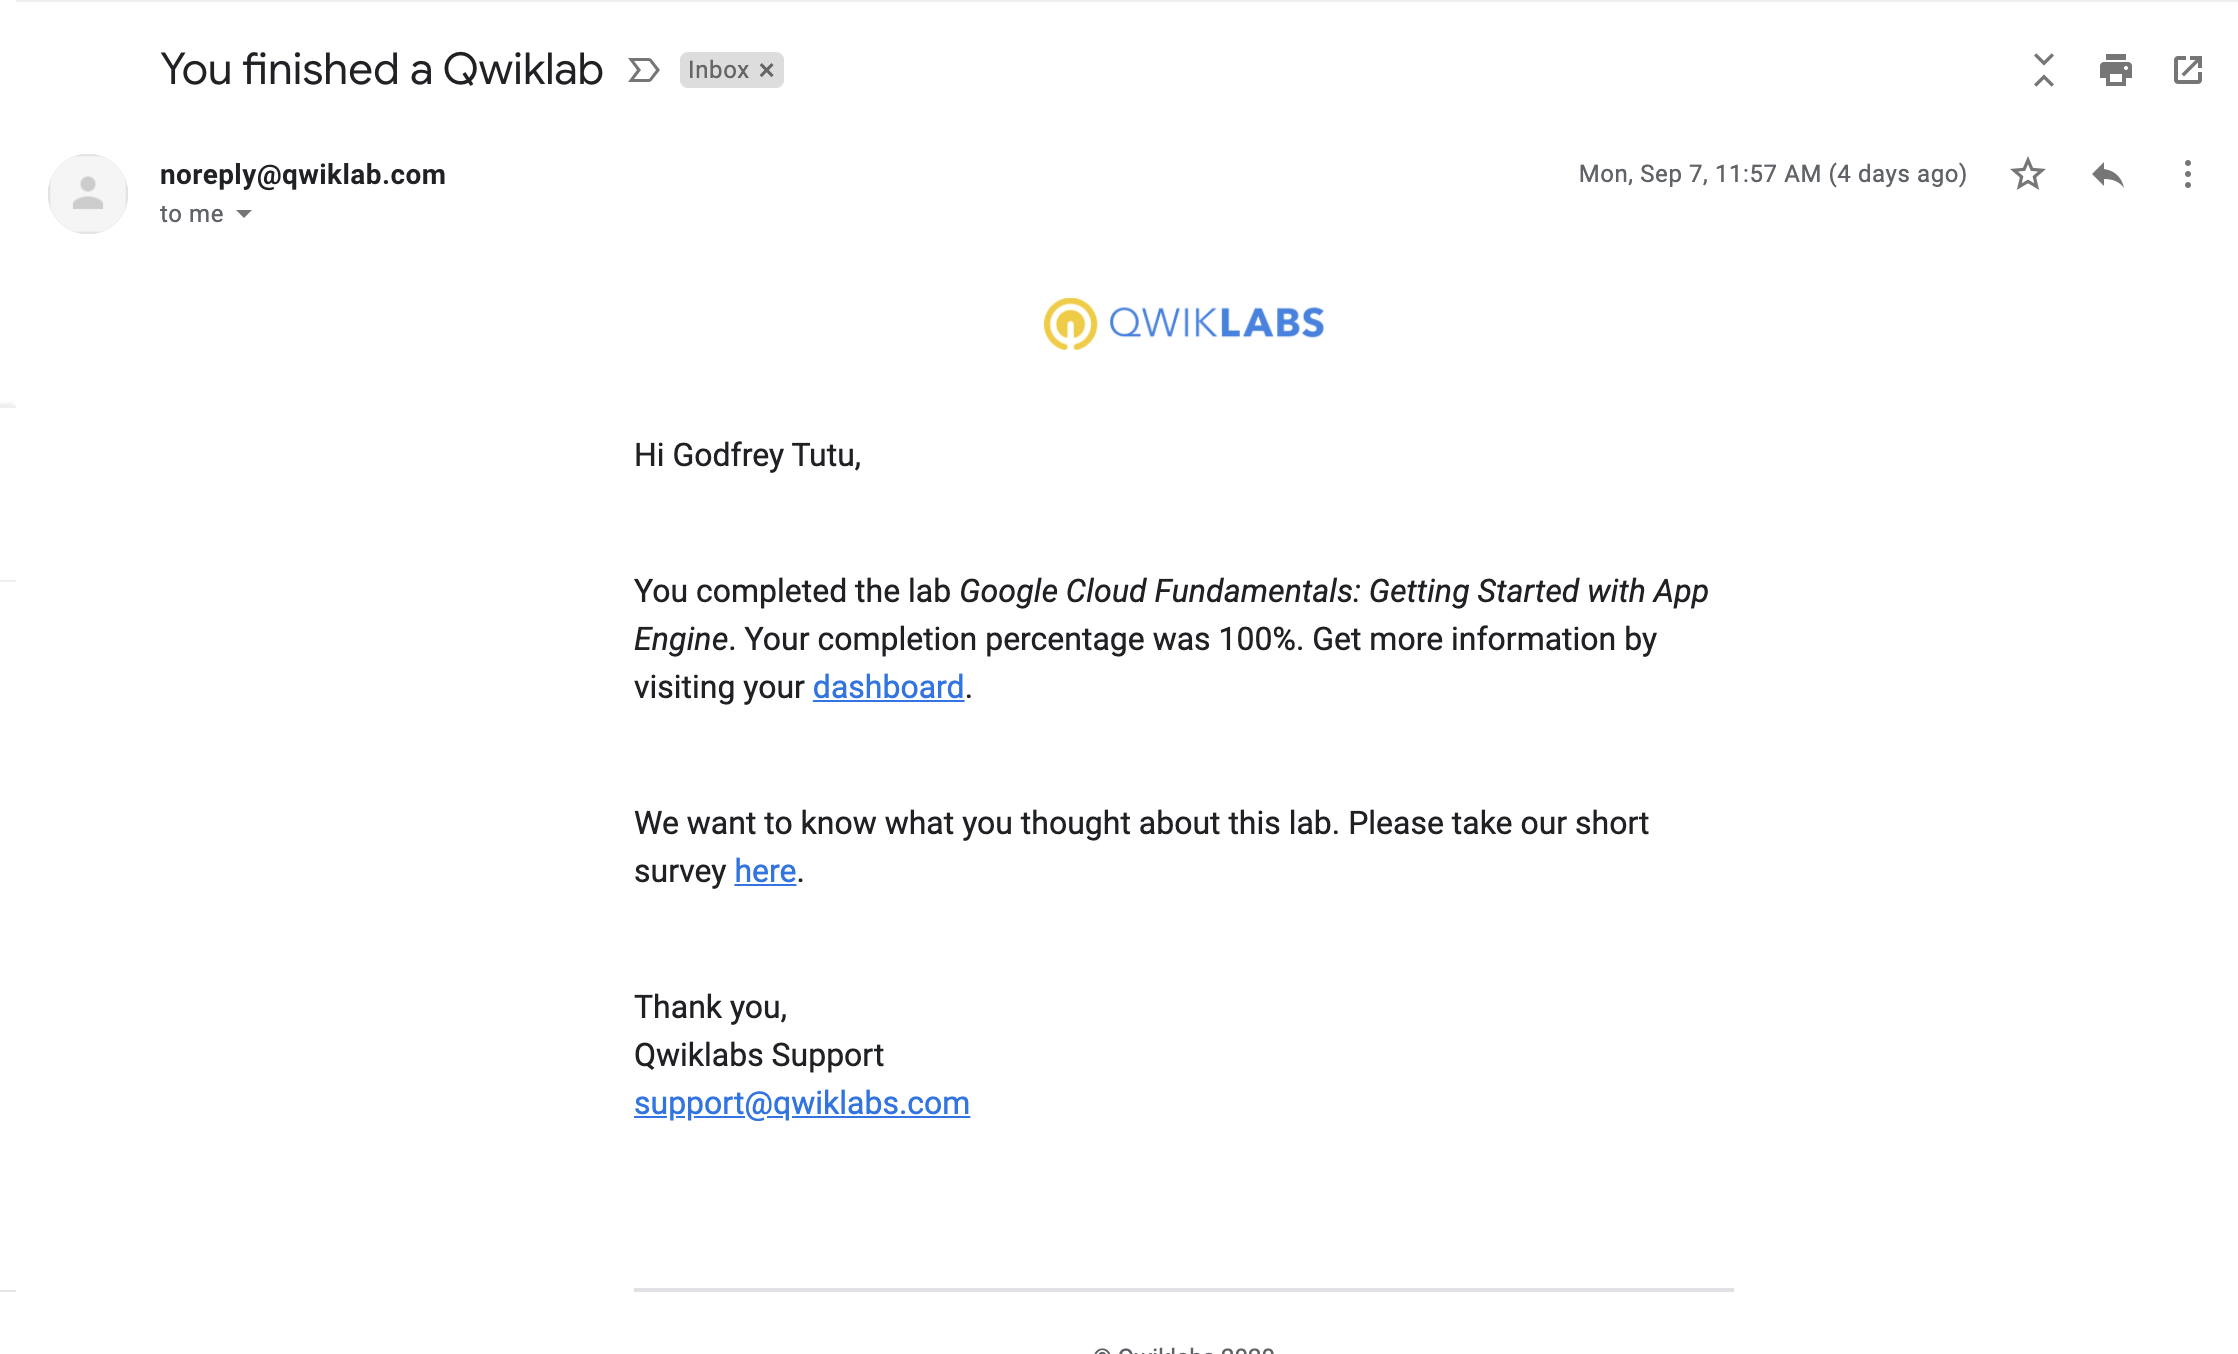 You finished a Qwiklab Inbox ×
noreply@qwiklab.com Mon, Sep 7, 11:57 AM (4 days ago)
to me
QWIKLABS
Hi Godfrey Tutu,
You completed the lab Google Cloud Fundamentals: Getting Started with App
Engine. Your completion percentage was 100%. Get more information by
visiting your dashboard.
We want to know what you thought about this lab. Please take our short
survey here.
Thank you,
Qwiklabs Support
support@qwiklabs.com
© Qwiklabs 2020